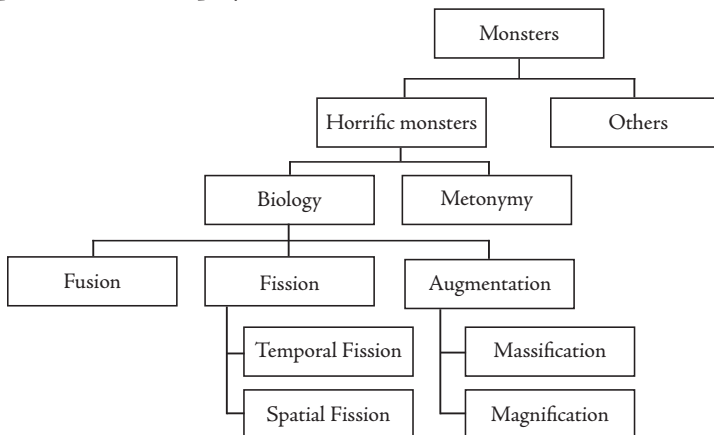 Monsters
Horrific monsters
Others
Biology
Metonymy
Fusion
Fission
Augmentation
Temporal Fission
Massification
Spatial Fission
Magnification